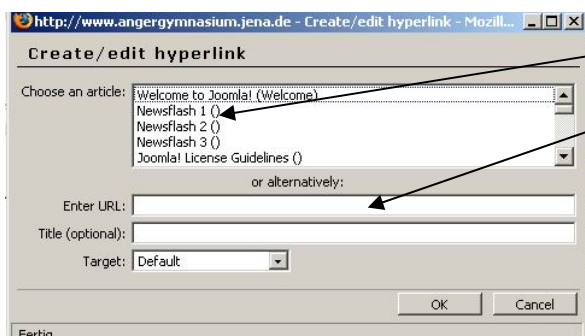 http://www.angergymnasium.jena.de - Create/edit hyperlink - Mozill...
Create/edit hyperlink
Choose an article:
Welcome to Joomla! (Welcome)
Newsflash 1 ()
Newsflash 2 ()
Newsflash 3 ()
Joomla! License Guidelines ()
or alternatively:
Enter URL:
Title (optional):
Target: Default
OK Cancel
Fertig